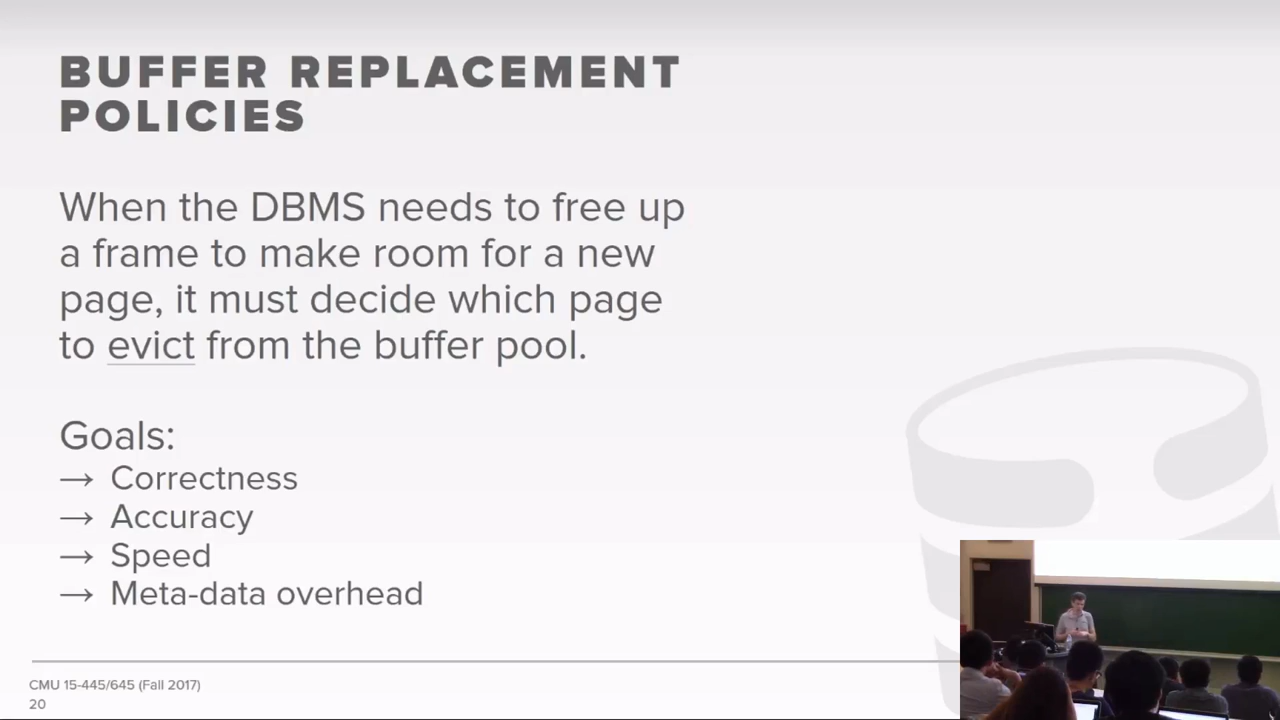 BUFFER REPLACEMENT
POLICIES
When the DBMS needs to free up
a frame to make room for a new
page, it must decide which page
to evict from the buffer pool.
Goals:
→ Correctness
→ Accuracy
→ Speed
→ Meta-data overhead
CMU 15-445/645 (Fall 2017)
20